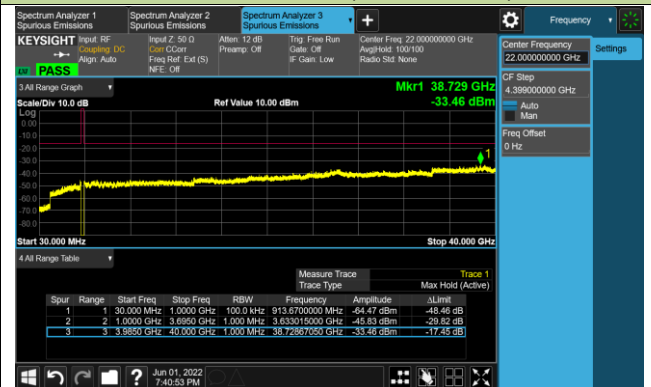 Spectrum Analyzer 1
Spurious Emissions
Spectrum Analyzer 2
Spurious Emissions
Spectrum Analyzer 3
Spurious Emissions
Frequency
KEYSIGHT
Input: RF
Coupling: DC
Align: Auto
Input Z: 50 Ω
Corr CCorr
Freq Ref: Ext (S)
NFE: Off
Atten: 12 dB
Preamp: Off
Trig: Free Run
Gate: Off
IF Gain: Low
Center Freq: 22.000000000 GHz
Avg|Hold: 100/100
Radio Std: None
PASS
Center Frequency
22.000000000 GHz
Settings
CF Step
4.399000000 GHz
Auto
Man
Freq Offset
0 Hz
3 All Range Graph
Mkr1 38.729 GHz
Scale/Div 10.0 dB
Ref Value 10.00 dBm
-33.46 dBm
Log
0.00
-10.0
-20.0
-30.0
-40.0
-50.0
-60.0
-70.0
-80.0
1
Start 30.000 MHz
Stop 40.000 GHz
4 All Range Table
Measure Trace Trace 1
Trace Type Max Hold (Active)
Spur Range Start Freq Stop Freq RBW Frequency Amplitude ΔLimit
1 1 30.000 MHz 1.0000 GHz 100.0 kHz 913.6700000 MHz -64.47 dBm -48.46 dB
2 2 1.0000 GHz 3.6950 GHz 1.000 MHz 3.633015000 GHz -45.83 dBm -29.82 dB
3 3 3.9850 GHz 40.000 GHz 1.000 MHz 38.72867050 GHz -33.46 dBm -17.45 dB
Jun 01, 2022
7:40:53 PM